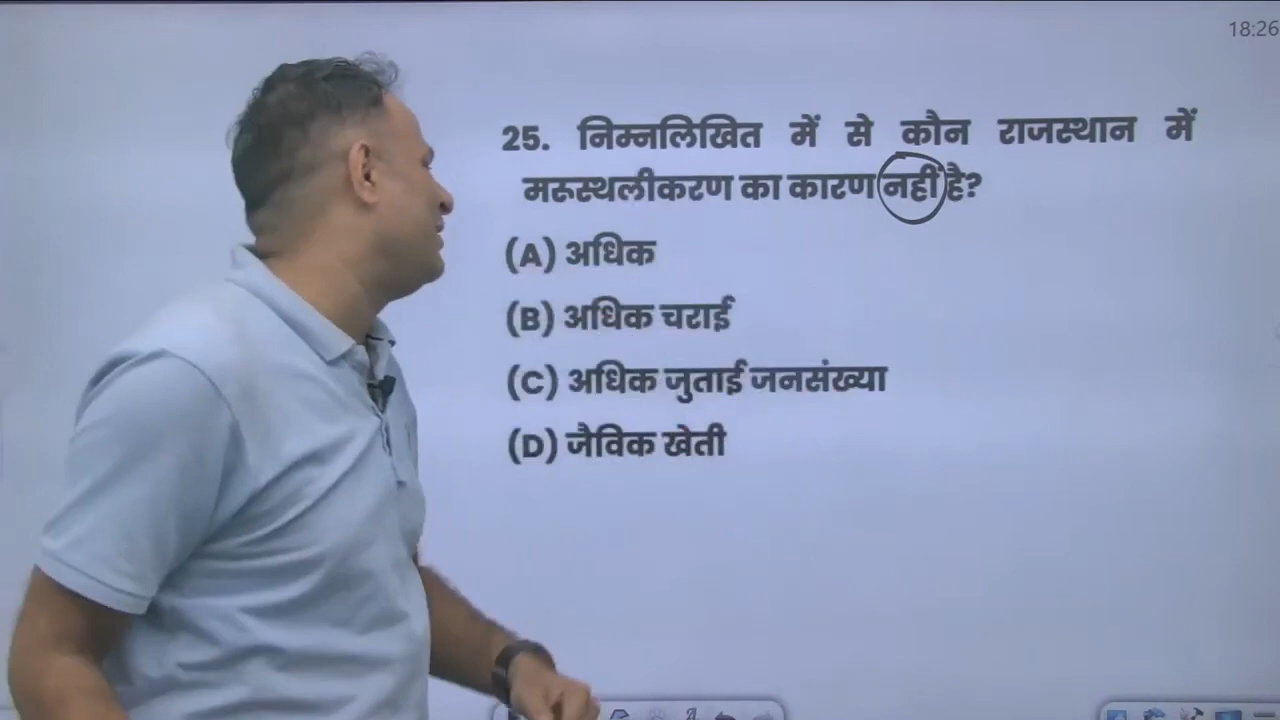 18:26
25. निम्नलिखित में से कौन राजस्थान में
मरूस्थलीकरण का कारण नहीं है?
(A) अधिक
(B) अधिक चराई
(C) अधिक जुताई जनसंख्या
(D) जैविक खेती